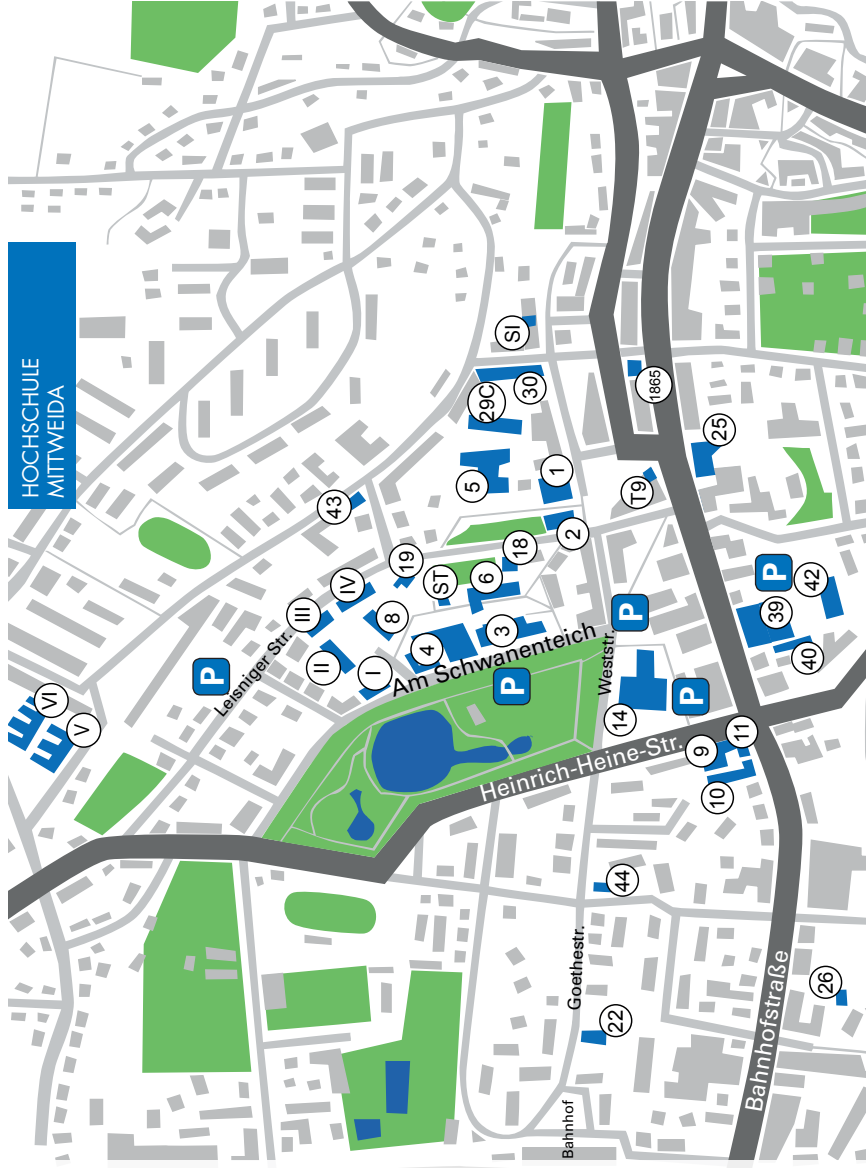 HOCHSCHULE
MITTWEIDA
SI
29C
30
1865
5
1
25
43
T9
2
19
18
IV
ST
6
III
8
P
42
II
3
39
4
P
I
Am Schwanenteich
40
Leisniger Str.
P
P
Weststr.
VI
V
14
P
11
9
Heinrich-Heine-Str.
10
44
Goethestr.
26
22
Bahnhofstraße
Bahnhof